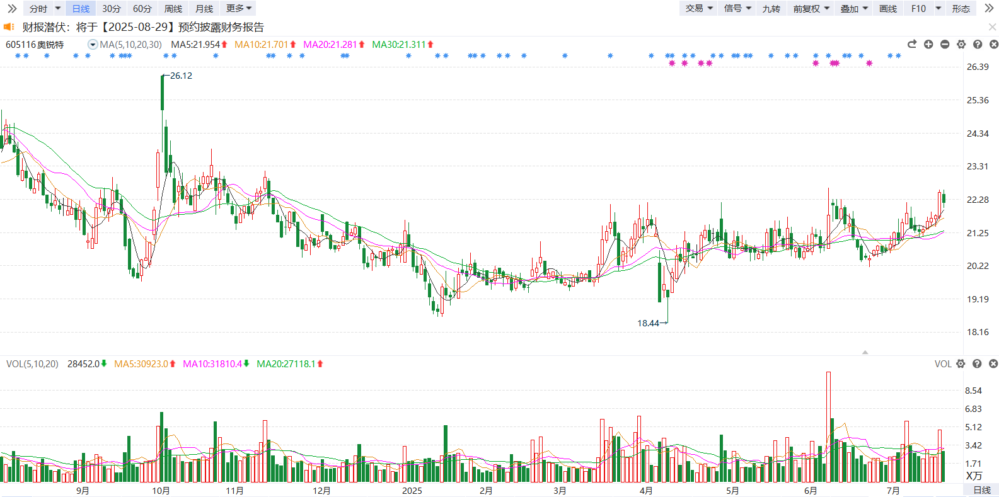 分时 日线 30分 60分 周线 月线 更多 交易 信号 九转 前复权 叠加 画线 F10 形态
财报潜伏：将于【2025-08-29】预约披露财务报告
605116奥锐特 MA(5,10,20,30) MA5:21.954 MA10:21.701 MA20:21.281 MA30:21.311
26.39
26.12
25.36
24.34
23.31
22.28
21.25
20.22
19.19
18.44
18.16
VOL(5,10,20) 28452.0 MA5:30923.0 MA10:31810.4 MA20:27118.1 VOL
8.54
6.83
5.12
3.42
1.71
X万
9月 10月 11月 12月 2025 2月 3月 4月 5月 6月 7月 日线